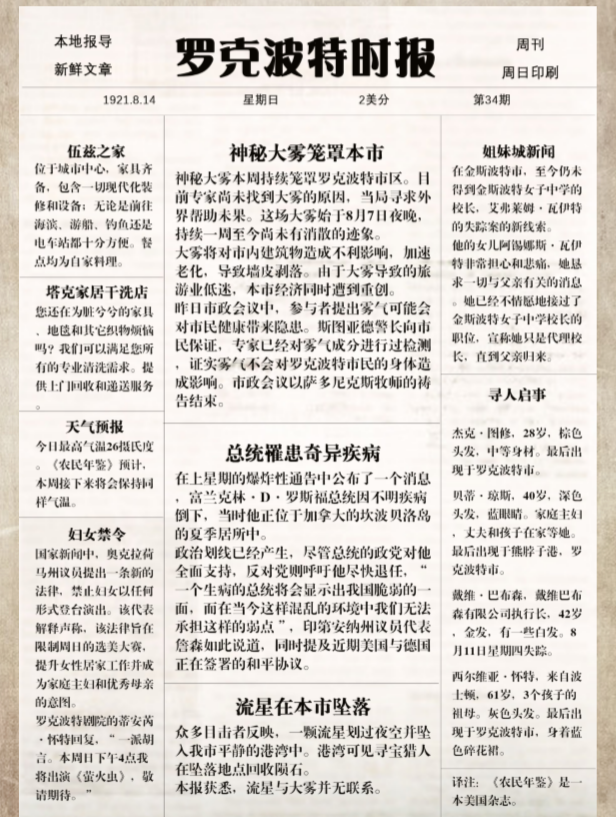 本地报导
新鲜文章
罗克波特时报
周刊
周日印刷
1921.8.14
星期日
2美分
第34期
伍兹之家
位于城市中心，家具齐
备，包含一切现代化装
修和设备；无论是前往
海滨、游船、钓鱼还是
电车站都十分方便。餐
点均为自家料理。
塔克家居干洗店
您还在为脏兮兮的家具
、地毯和其它织物烦恼
吗？我们可以满足您所
有的专业清洗需求。提
供上门回收和递送服务
。
天气预报
今日最高气温26摄氏度
。《农民年鉴》预计，
本周接下来将会保持同
样气温。
妇女禁令
国家新闻中，奥克拉荷
马州议员提出一条新的
法律，禁止妇女以任何
形式登台演出。该代表
解释声称，该法律旨在
限制周日的选美大赛，
提升女性居家工作并成
为家庭主妇和优秀母亲
的意图。
罗克波特剧院的蒂安芮
·怀特回复，“一派胡
言。本周日下午4点我
将出演《萤火虫》，敬
请期待。”
神秘大雾笼罩本市
神秘大雾本周持续笼罩罗克波特市区。目
前专家尚未找到大雾的原因，当局寻求外
界帮助未果。这场大雾始于8月7日夜晚，
持续一周至今尚未有消散的迹象。
大雾将对市内建筑物造成不利影响，加速
老化，导致墙皮剥落。由于大雾导致的旅
游业低迷，本市经济同时遭到重创。
昨日市政会议中，参与者提出雾气可能会
对市民健康带来隐患。斯图亚德警长向市
民保证，专家已经对雾气成分进行过检测
，证实雾气不会对罗克波特市民的身体造
成影响。市政会议以萨多尼克斯牧师的祷
告结束。
总统罹患奇异疾病
在上星期的爆炸性通告中公布了一个消息
，富兰克林·D·罗斯福总统因不明疾病
倒下，当时他正位于加拿大的坎波贝洛岛
的夏季居所中。
政治划线已经产生，尽管总统的政党对他
全面支持，反对党则呼吁他尽快退任，“
一个生病的总统将会显示出我国脆弱的一
面，而在当今这样混乱的环境中我们无法
承担这样的弱点”，印第安纳州议员代表
詹森如此说道，同时提及近期美国与德国
正在签署的和平协议。
流星在本市坠落
众多目击者反映，一颗流星划过夜空并坠
入我市平静的港湾中。港湾可见寻宝猎人
在坠落地点回收陨石。
本报获悉，流星与大雾并无联系。
姐妹城新闻
在金斯波特市，至今仍未
得到金斯波特女子中学的
校长，艾弗莱姆·瓦伊特
的失踪案的新线索。
他的女儿阿锡娜斯·瓦伊
特非常担心和悲痛，她恳
求一切与父亲有关的消息
。她已经不情愿地接过了
金斯波特女子中学校长的
职位，宣称她只是代理校
长，直到父亲归来。
寻人启事
杰克·图修，28岁，棕色
头发，中等身材。最后出
现于罗克波特市。
贝蒂·琼斯，40岁，深色
头发，蓝眼睛。家庭主妇
，丈夫和孩子在家等她。
最后出现于熊脖子港，罗
克波特市。
戴维·巴布森，戴维巴布
森有限公司执行长，42岁
，金发，有一些白发。8
月11日星期四失踪。
西尔维亚·怀特，来自波
士顿，61岁，3个孩子的
祖母。灰色头发。最后出
现于罗克波特市，身着蓝
色碎花裙。
译注：《农民年鉴》是一
本美国杂志。